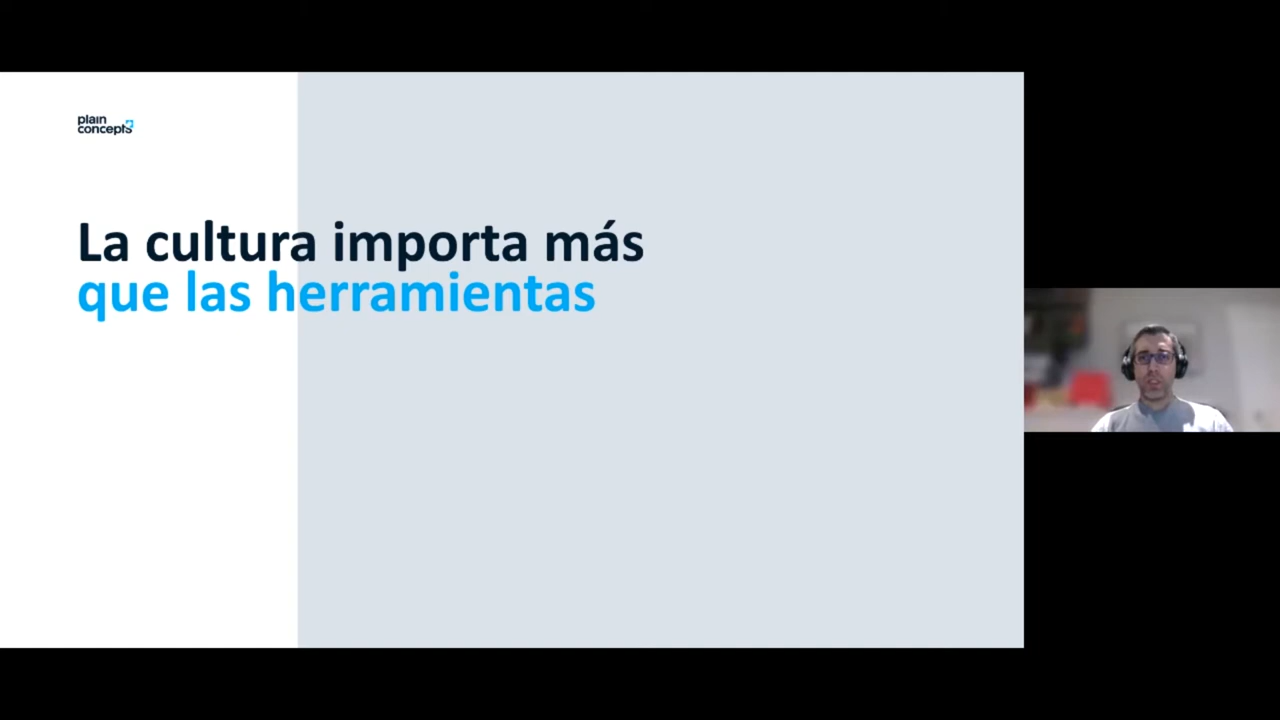 plain
concepts
La cultura importa más
que las herramientas